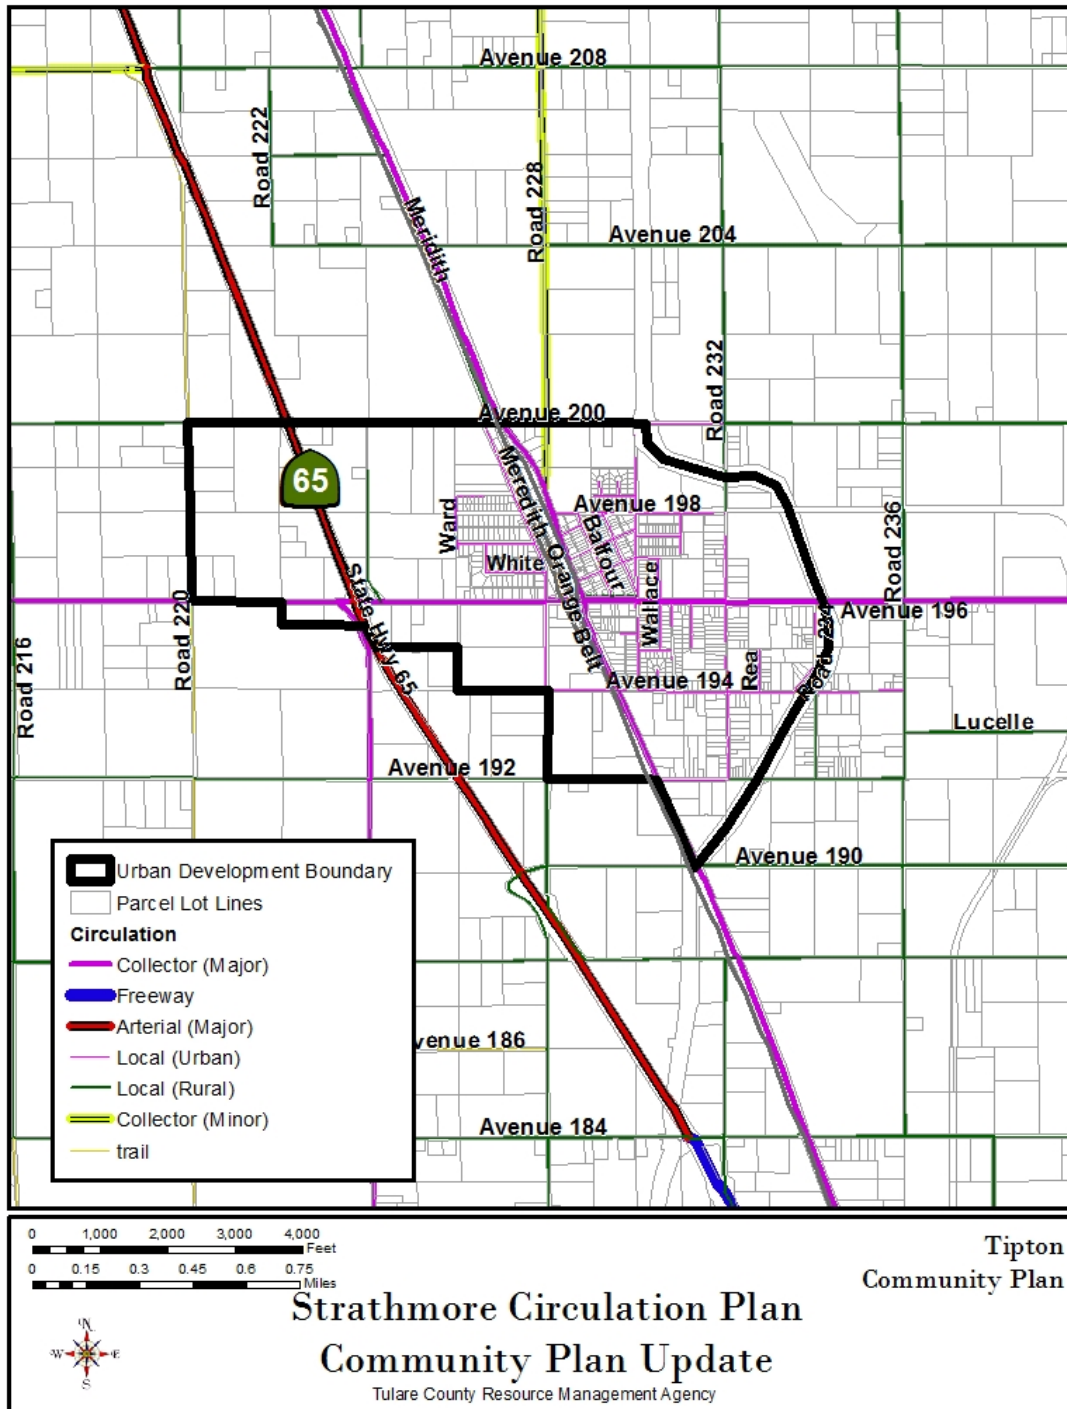 Avenue 208
Road 222
Road 228
Meridith
Avenue 204
Road 232
Avenue 200
65
Meredith
Ward
Avenue 198
Balfour
Orange Belt
White
Wallace
Road 236
State Hwy 65
Road 220
Avenue 196
Road 216
Road 234
Rea
Avenue 194
Lucelle
Avenue 192
Avenue 190
Urban Development Boundary
Parcel Lot Lines
Circulation
Collector (Major)
Freeway
Arterial (Major)
Local (Urban)
Local (Rural)
Collector (Minor)
trail
venue 186
Avenue 184
0 1,000 2,000 3,000 4,000
Feet
0 0.15 0.3 0.45 0.6 0.75
Miles
Tipton
Community Plan
Strathmore Circulation Plan
Community Plan Update
Tulare County Resource Management Agency
N
W E
S